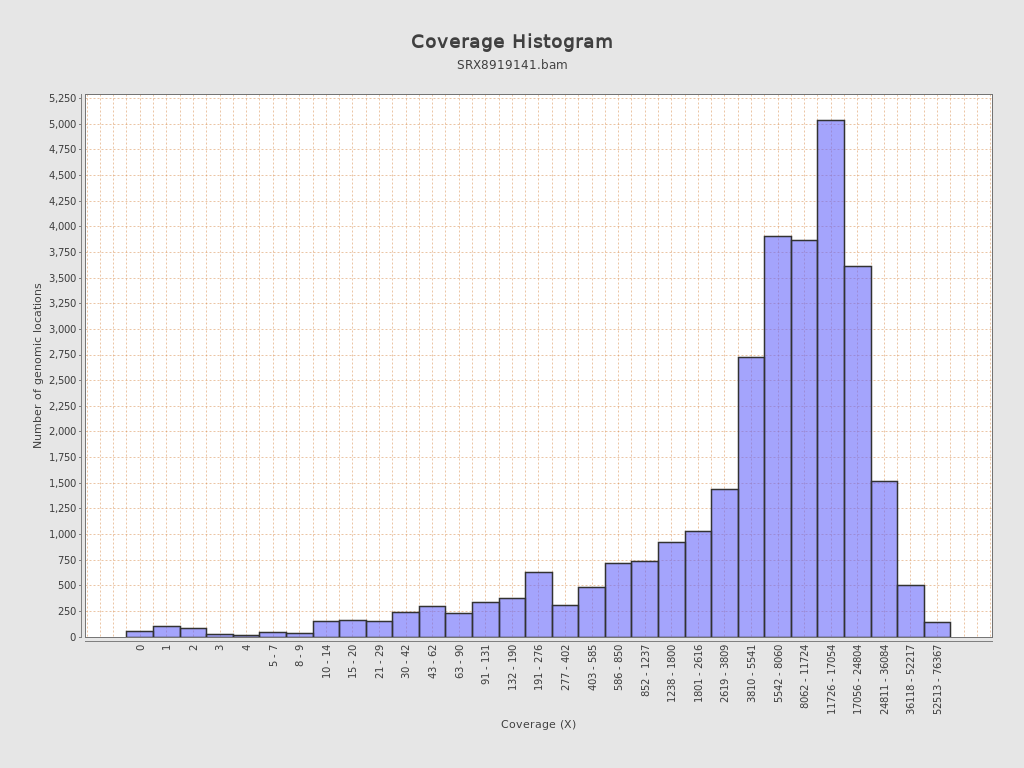 Coverage Histogram
SRX8919141.bam
5,250
5,000
4,750
4,500
4,250
4,000
3,750
3,500
3,250
3,000
2,750
2,500
2,250
2,000
1,750
1,500
1,250
1,000
750
500
250
0
Number of genomic locations
0
1
2
3
4
5 - 7
8 - 9
10 - 14
15 - 20
21 - 29
30 - 42
43 - 62
63 - 90
91 - 131
132 - 190
191 - 276
277 - 402
403 - 585
586 - 850
852 - 1237
1238 - 1800
1801 - 2616
2619 - 3809
3810 - 5541
5542 - 8060
8062 - 11724
11726 - 17054
17056 - 24804
24811 - 36084
36118 - 52217
52513 - 76367
Coverage (X)